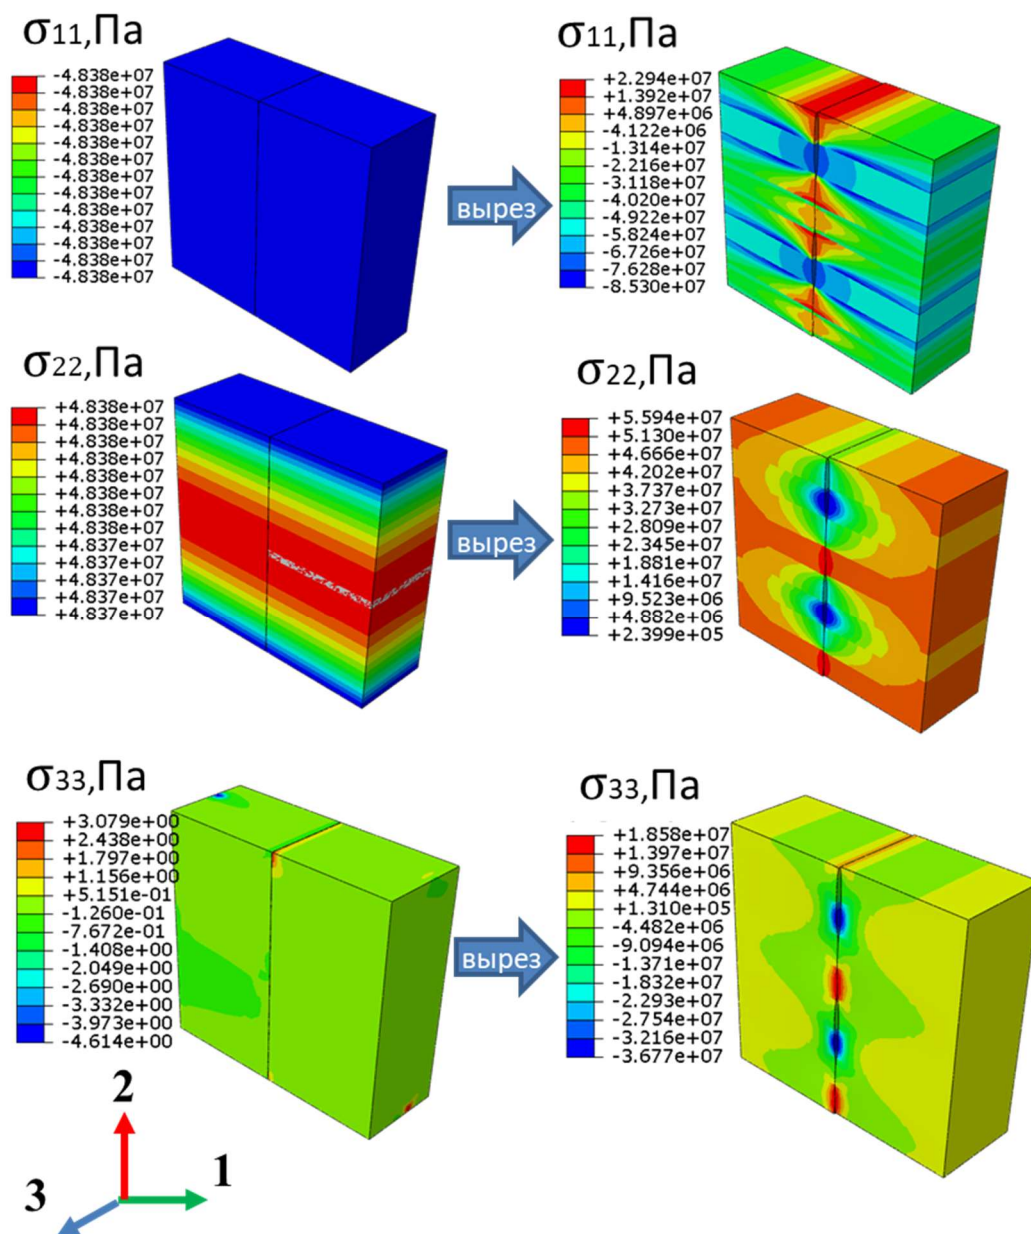 σ11,Па
-4.838e+07
-4.838e+07
-4.838e+07
-4.838e+07
-4.838e+07
-4.838e+07
-4.838e+07
-4.838e+07
-4.838e+07
-4.838e+07
-4.838e+07
-4.838e+07
-4.838e+07
вырез
σ11,Па
+2.294e+07
+1.392e+07
+4.897e+06
-4.122e+06
-1.314e+07
-2.216e+07
-3.118e+07
-4.020e+07
-4.922e+07
-5.824e+07
-6.726e+07
-7.628e+07
-8.530e+07
σ22,Па
+4.838e+07
+4.838e+07
+4.838e+07
+4.838e+07
+4.838e+07
+4.838e+07
+4.838e+07
+4.838e+07
+4.837e+07
+4.837e+07
+4.837e+07
+4.837e+07
+4.837e+07
вырез
σ22,Па
+5.594e+07
+5.130e+07
+4.666e+07
+4.202e+07
+3.737e+07
+3.273e+07
+2.809e+07
+2.345e+07
+1.881e+07
+1.416e+07
+9.523e+06
+4.882e+06
+2.399e+05
σ33,Па
+3.079e+00
+2.438e+00
+1.797e+00
+1.156e+00
+5.151e-01
-1.260e-01
-7.672e-01
-1.408e+00
-2.049e+00
-2.690e+00
-3.332e+00
-3.973e+00
-4.614e+00
вырез
σ33,Па
+1.858e+07
+1.397e+07
+9.356e+06
+4.744e+06
+1.310e+05
-4.482e+06
-9.094e+06
-1.371e+07
-1.832e+07
-2.293e+07
-2.754e+07
-3.216e+07
-3.677e+07
2
3
1